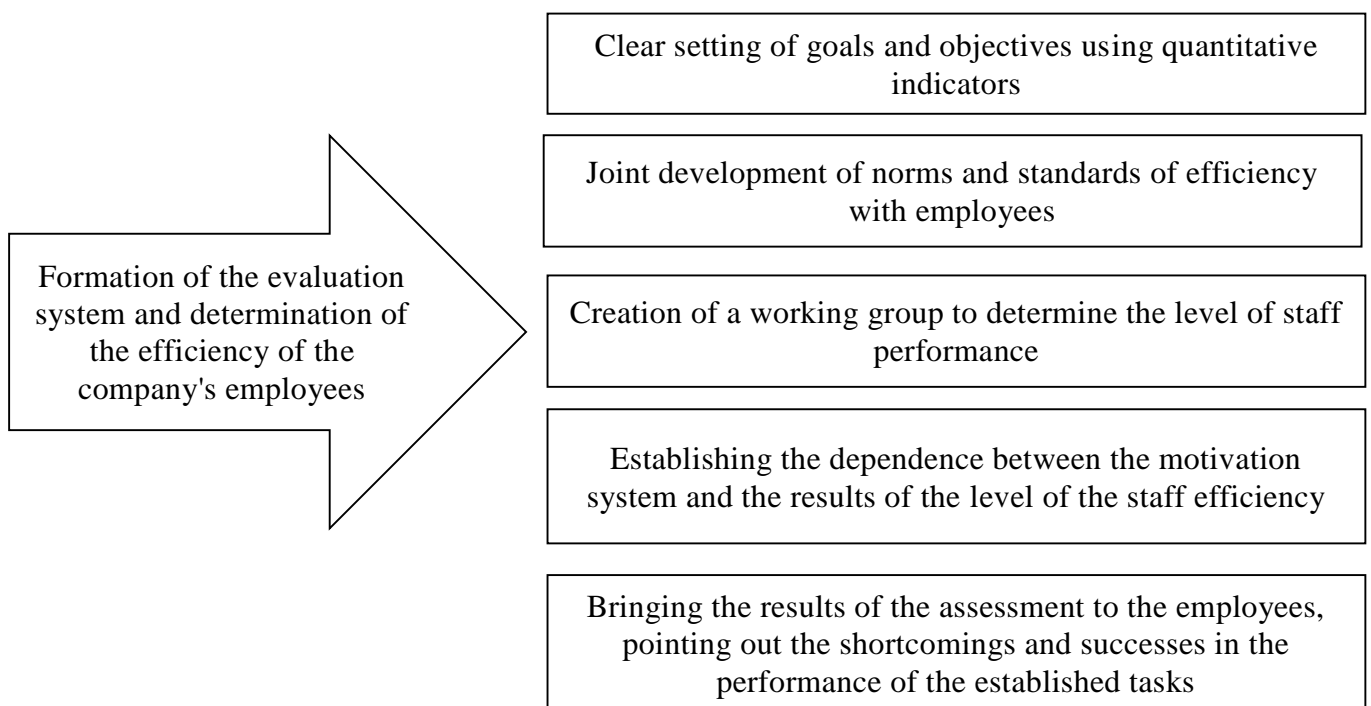 Clear setting of goals and objectives using quantitative
indicators
Joint development of norms and standards of efficiency
with employees
Formation of the evaluation
system and determination of
the efficiency of the
company's employees
Creation of a working group to determine the level of staff
performance
Establishing the dependence between the motivation
system and the results of the level of the staff efficiency
Bringing the results of the assessment to the employees,
pointing out the shortcomings and successes in the
performance of the established tasks